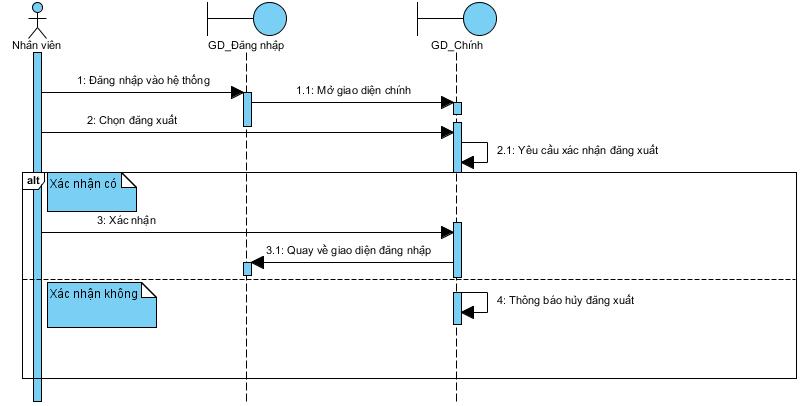 Nhân viên
GD_Đăng nhập
GD_Chính
1: Đăng nhập vào hệ thống
1.1: Mở giao diện chính
2: Chọn đăng xuất
2.1: Yêu cầu xác nhận đăng xuất
alt
Xác nhận có
3: Xác nhận
3.1: Quay về giao diện đăng nhập
Xác nhận không
4: Thông báo hủy đăng xuất